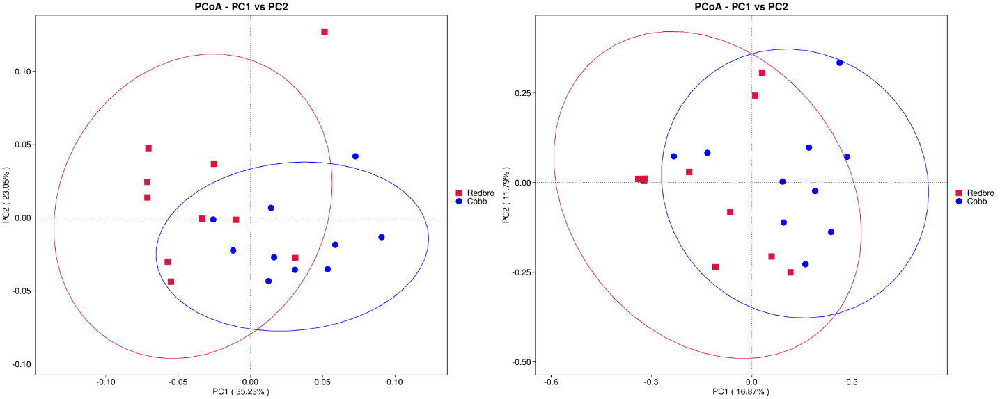 PCoA - PC1 vs PC2
0.10
0.05
0.00
-0.05
-0.10
PC2 ( 23.05% )
-0.10
-0.05
0.00
0.05
0.10
PC1 ( 35.23% )
Redbro
Cobb
PCoA - PC1 vs PC2
0.25
0.00
-0.25
-0.50
PC2 ( 11.79% )
-0.6
-0.3
0.0
0.3
PC1 ( 16.87% )
Redbro
Cobb